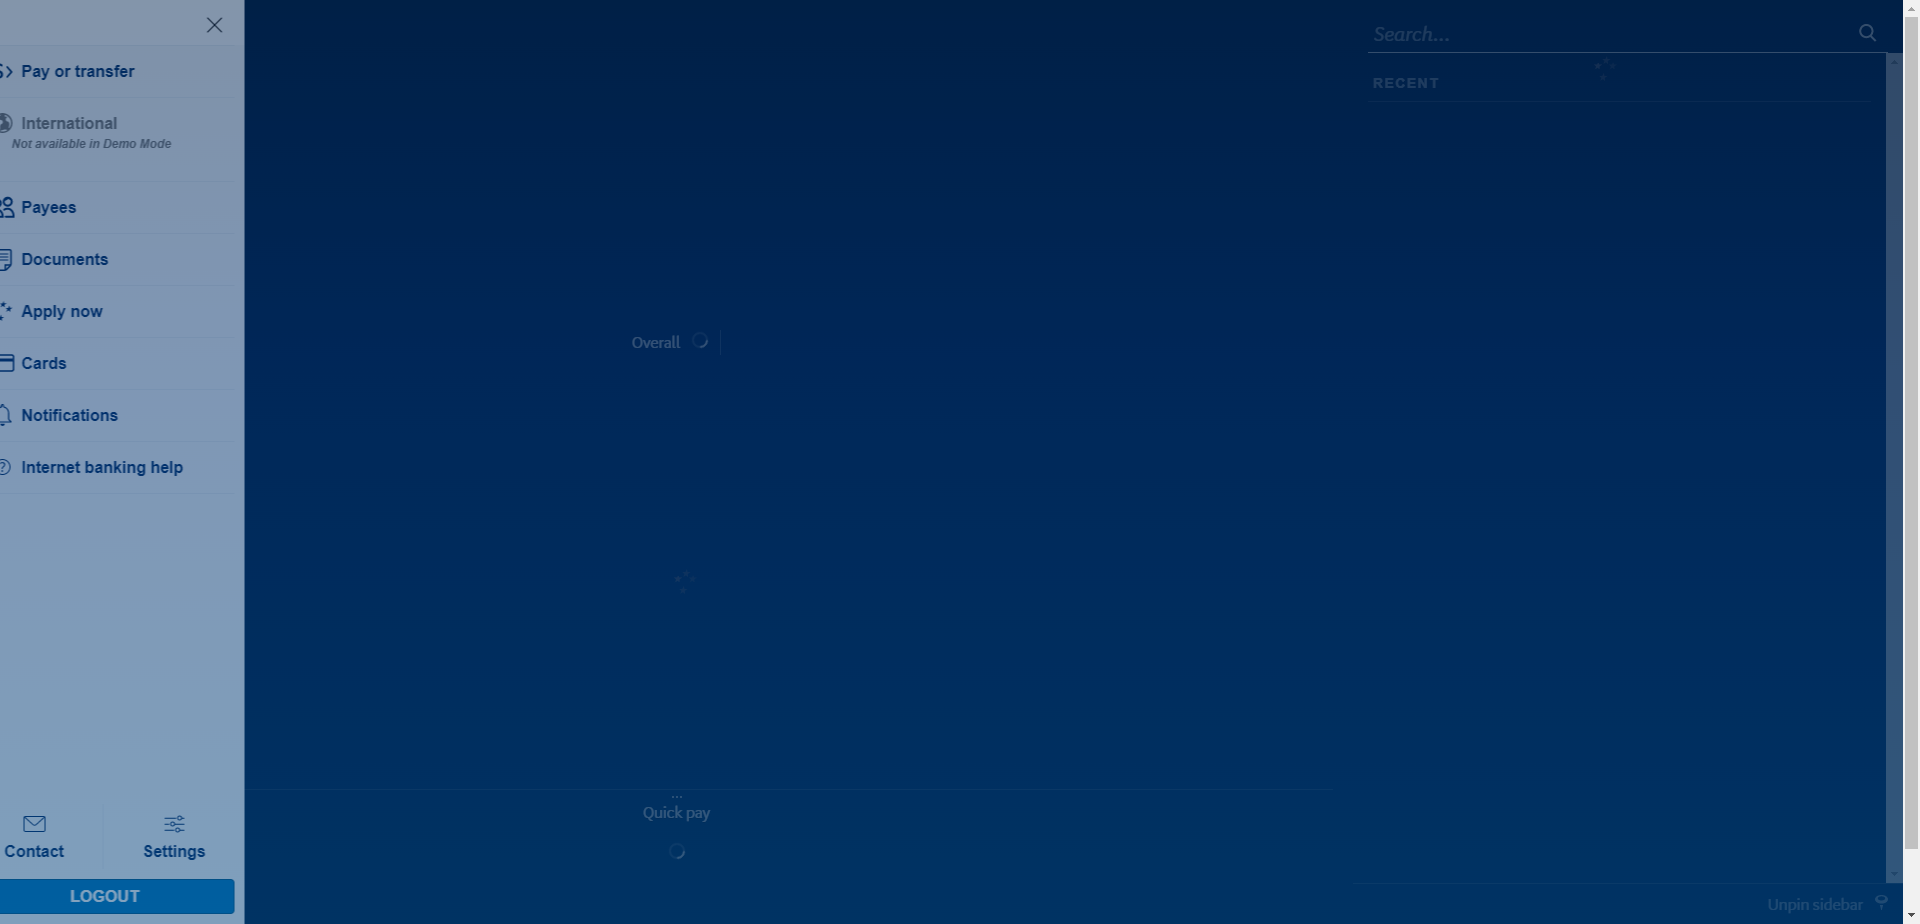 Pay or transfer
International
Not available in Demo Mode
Payees
Documents
Apply now
Cards
Notifications
Internet banking help
Contact
Settings
LOGOUT
Overall
...
Quick pay
Search...
RECENT
Unpin sidebar